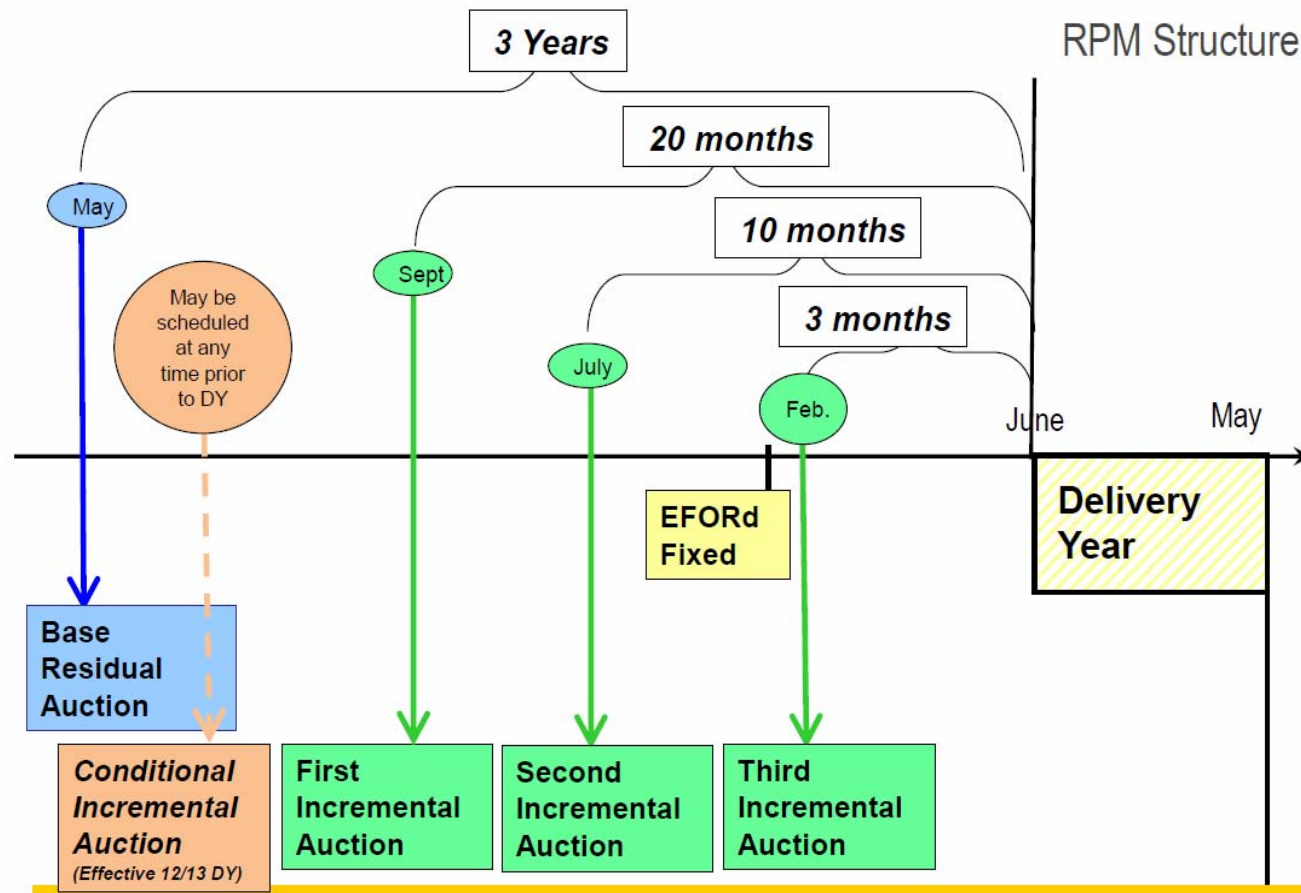 RPM Structure
3 Years
20 months
10 months
3 months
May
Sept
July
Feb.
May be
scheduled
at any
time prior
to DY
June
May
EFORd
Fixed
Delivery
Year
Base
Residual
Auction
Conditional
Incremental
Auction
(Effective 12/13 DY)
First
Incremental
Auction
Second
Incremental
Auction
Third
Incremental
Auction